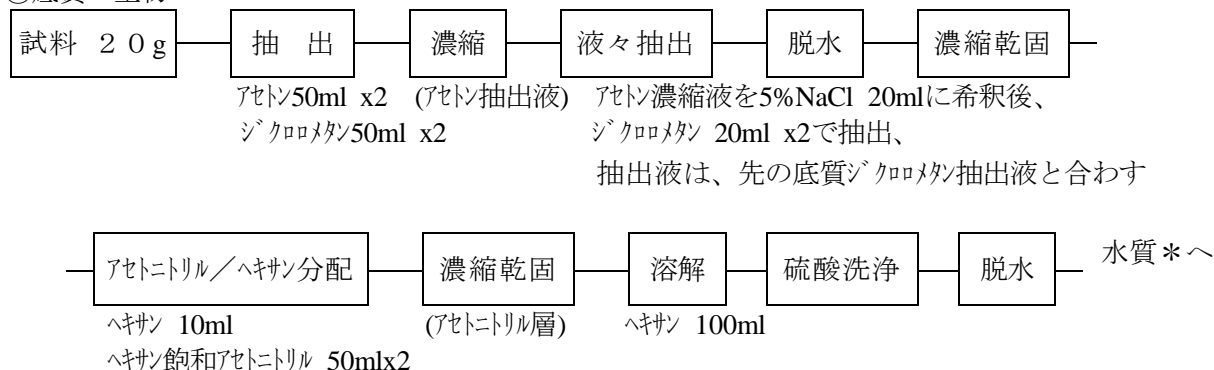 試料 20g 抽 出 濃縮 液々抽出 脱水 濃縮乾固
ｱｾﾄﾝ50ml x2 (ｱｾﾄﾝ抽出液) ｱｾﾄﾝ濃縮液を5%NaCl 20mlに希釈後、
ｼﾞｸﾛﾛﾒﾀﾝ50ml x2 ｼﾞｸﾛﾛﾒﾀﾝ 20ml x2で抽出、
抽出液は、先の底質ｼﾞｸﾛﾛﾒﾀﾝ抽出液と合わす
ｱｾﾄﾆﾄﾘﾙ／ﾍｷｻﾝ分配 濃縮乾固 溶解 硫酸洗浄 脱水 水質＊へ
ﾍｷｻﾝ 10ml (ｱｾﾄﾆﾄﾘﾙ層) ﾍｷｻﾝ 100ml
ﾍｷｻﾝ飽和ｱｾﾄﾆﾄﾘﾙ 50mlx2